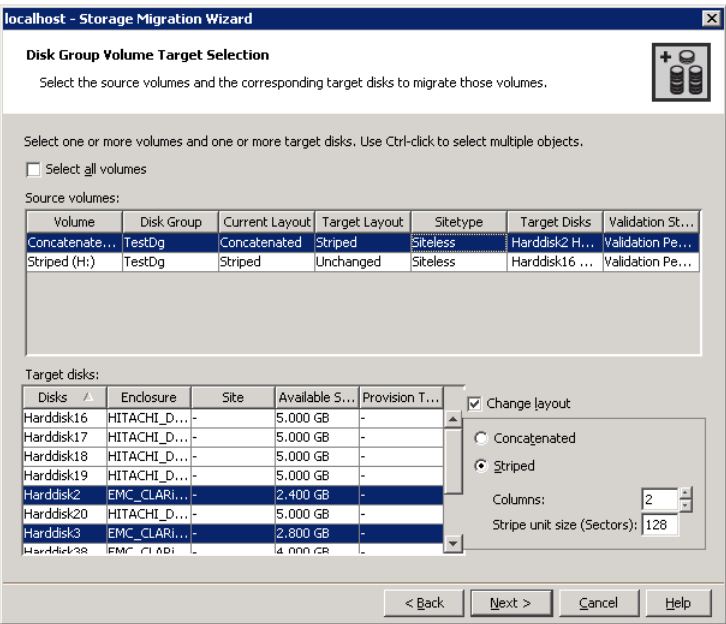 localhost - Storage Migration Wizard
Disk Group Volume Target Selection
Select the source volumes and the corresponding target disks to migrate those volumes.
Select one or more volumes and one or more target disks. Use Ctrl-click to select multiple objects.
Select all volumes
Source volumes:
Volume Disk Group Current Layout Target Layout Sitetype Target Disks Validation St...
Concatenate... TestDg Concatenated Striped Siteless Harddisk2 H... Validation Pe...
Striped (H:) TestDg Striped Unchanged Siteless Harddisk16 ... Validation Pe...
Target disks:
Disks Enclosure Site Available S... Provision T...
Harddisk16 HITACHI_D... - 5.000 GB -
Harddisk17 HITACHI_D... - 5.000 GB -
Harddisk18 HITACHI_D... - 5.000 GB -
Harddisk19 HITACHI_D... - 5.000 GB -
Harddisk2 EMC_CLARi... - 2.400 GB -
Harddisk20 HITACHI_D... - 5.000 GB -
Harddisk3 EMC_CLARi... - 2.800 GB -
Harddisk38 EMC_CLARi... - 4.000 GB -
Change layout
Concatenated
Striped
Columns: 2
Stripe unit size (Sectors): 128
< Back Next > Cancel Help